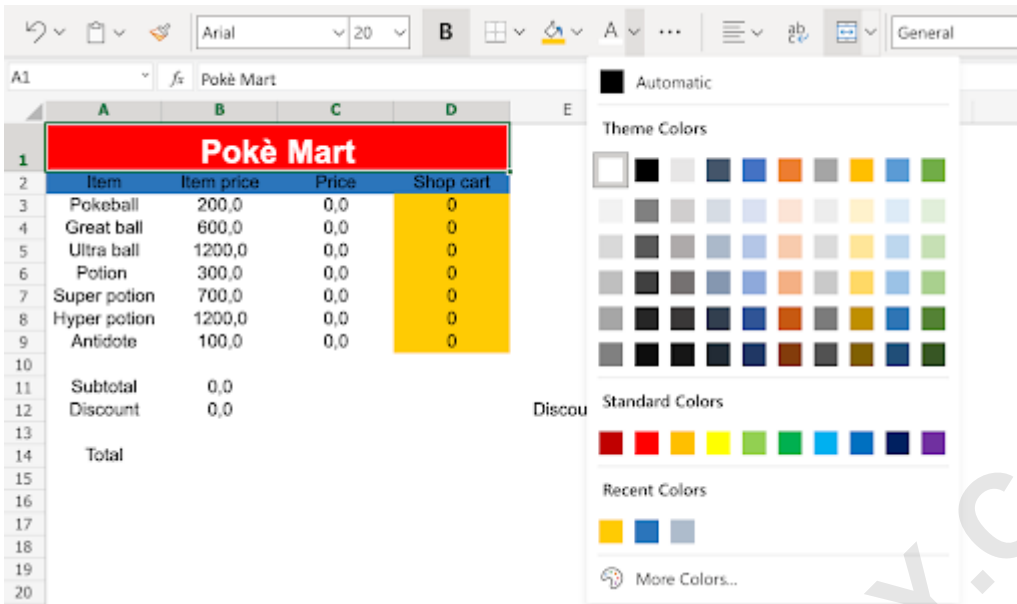 Arial 20 B A ... ab General
A1 fx Pokè Mart
A B C D E
1 Pokè Mart
2 Item Item price Price Shop cart
3 Pokeball 200,0 0,0 0
4 Great ball 600,0 0,0 0
5 Ultra ball 1200,0 0,0 0
6 Potion 300,0 0,0 0
7 Super potion 700,0 0,0 0
8 Hyper potion 1200,0 0,0 0
9 Antidote 100,0 0,0 0
10
11 Subtotal 0,0
12 Discount 0,0 Discou
13
14 Total
15
16
17
18
19
20
Automatic
Theme Colors
Standard Colors
Recent Colors
More Colors...
Y.C